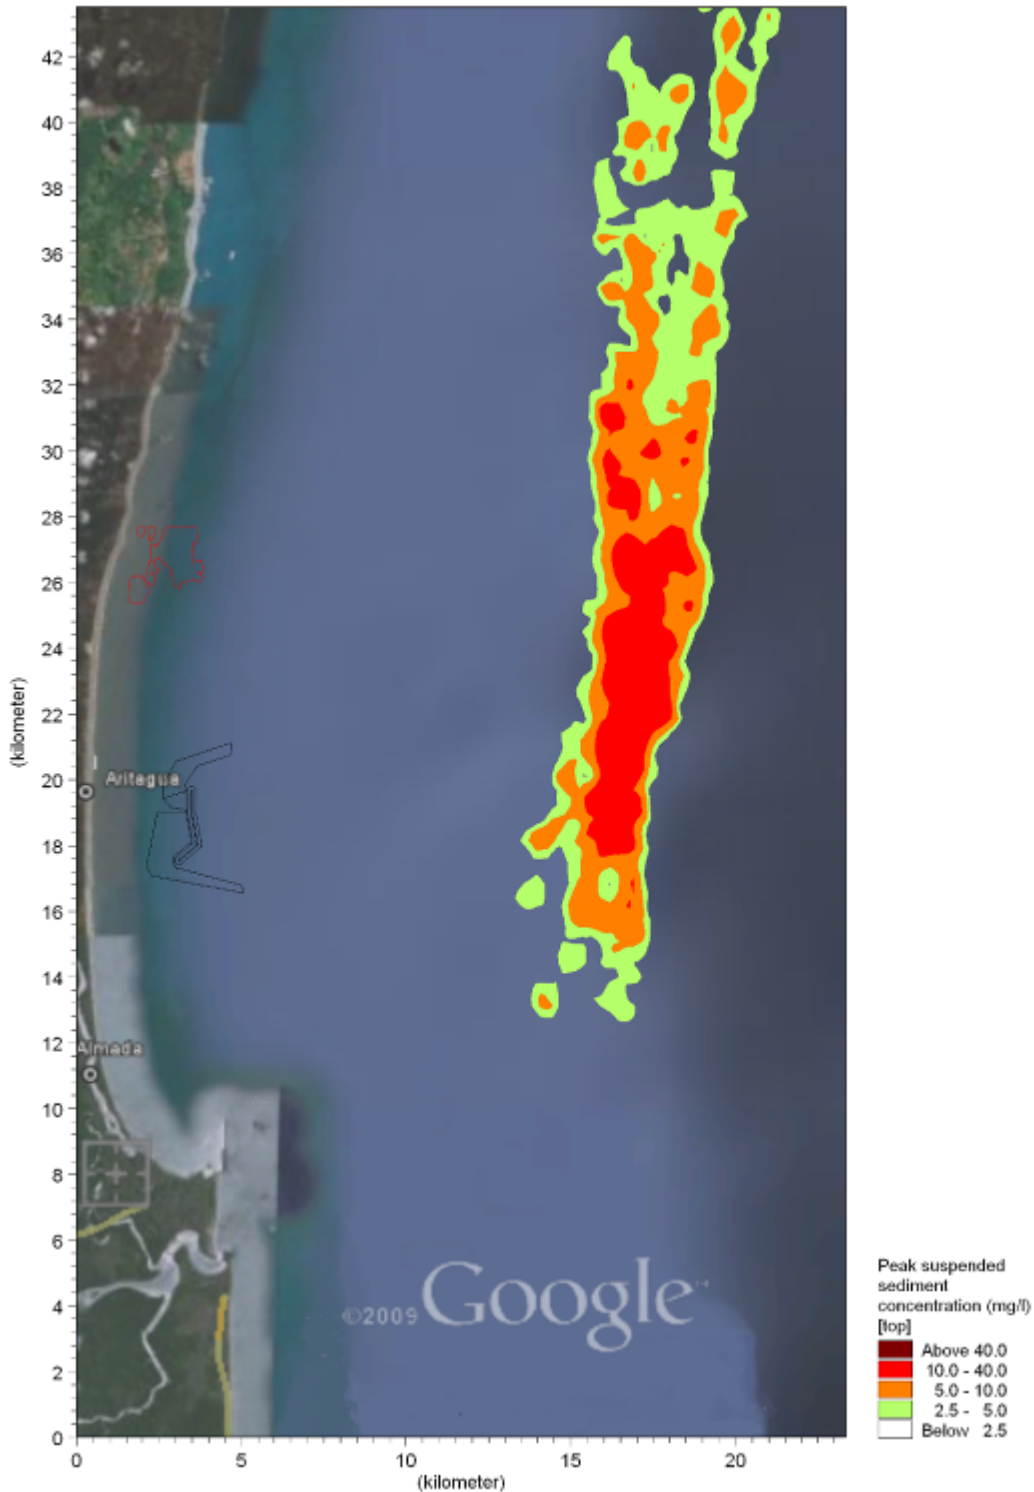 42
40
38
36
34
32
30
28
26
24
22
20
18
16
14
12
10
8
6
4
2
0
(kilometer)
Aritagua
Almada
©2009 Google™
0 5 10 15 20
(kilometer)
Peak suspended
sediment
concentration (mg/l)
[top]
Above 40.0
10.0 - 40.0
5.0 - 10.0
2.5 - 5.0
Below 2.5